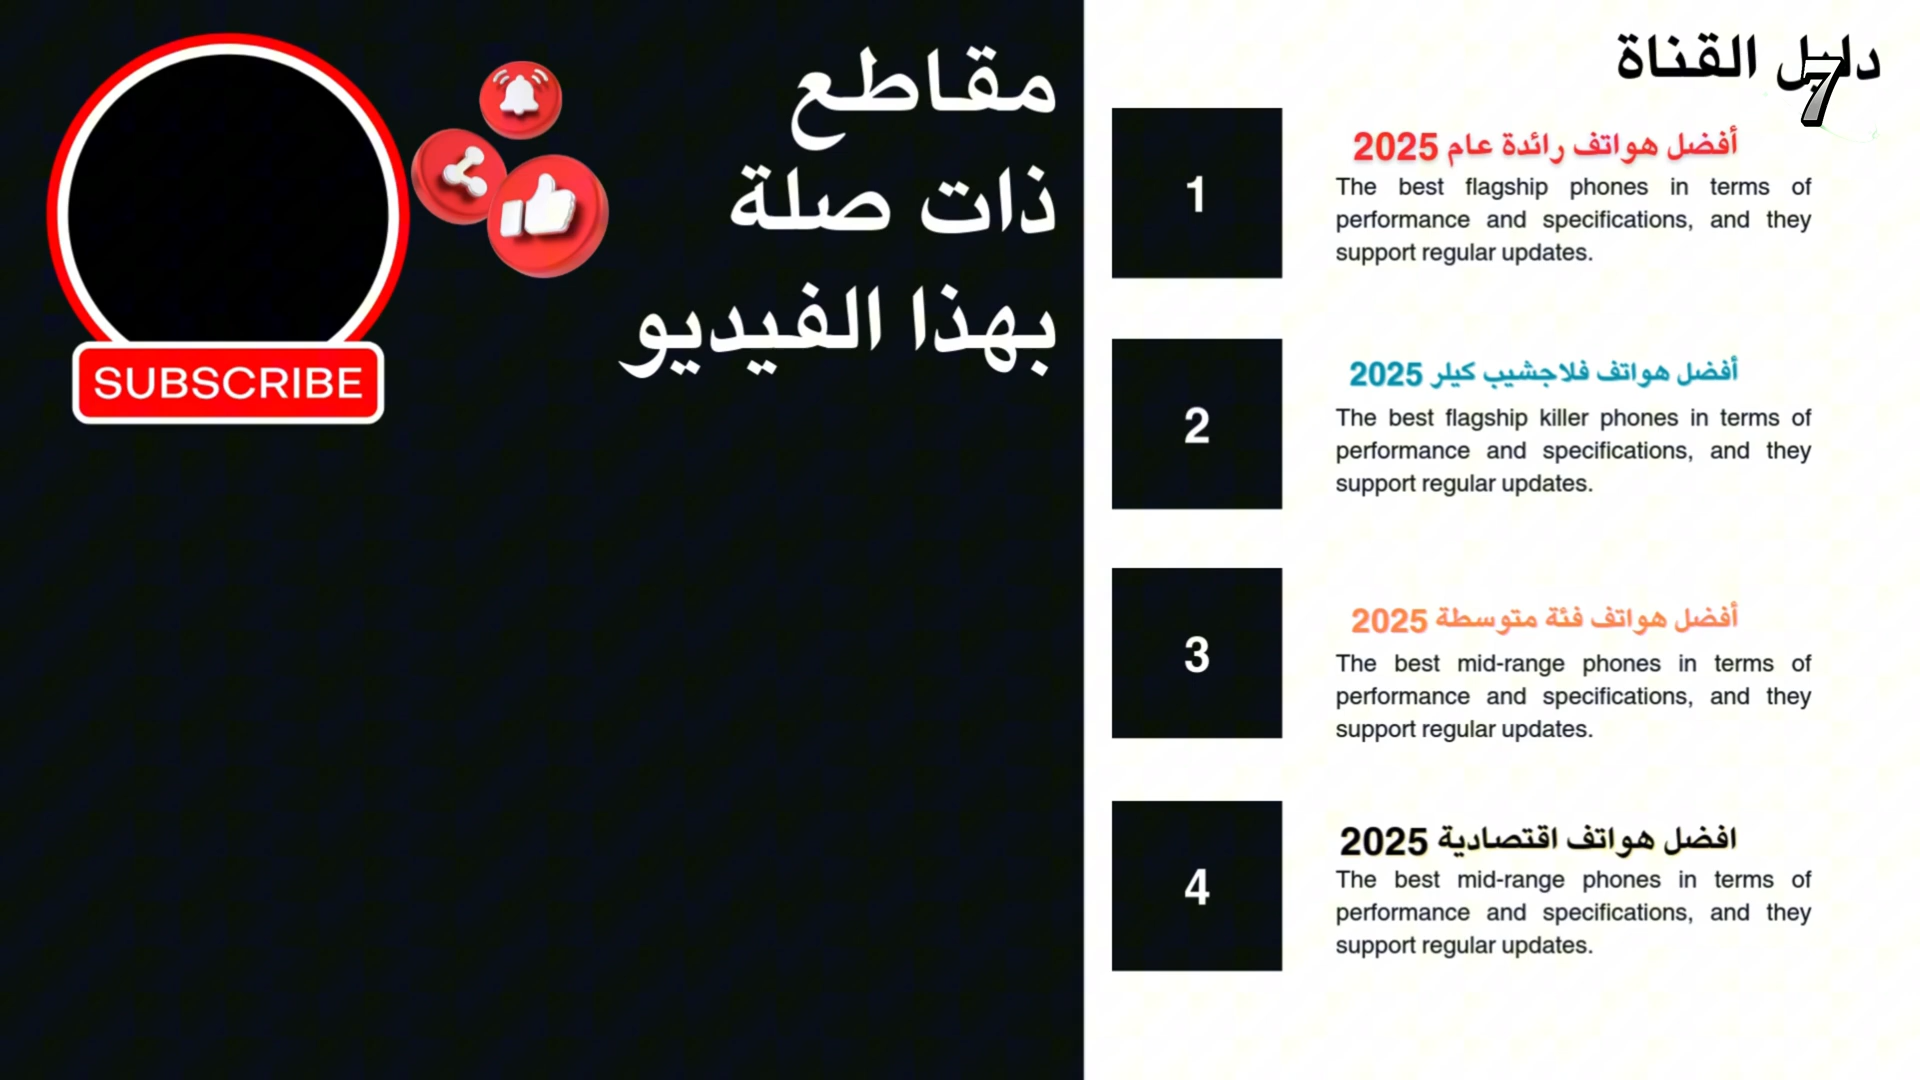 مقاطع
ذات صلة
بهذا الفيديو
SUBSCRIBE
دليل القناة
7
1
أفضل هواتف رائدة عام 2025
The best flagship phones in terms of
performance and specifications, and they
support regular updates.
2
أفضل هواتف فلاجشيب كيلر 2025
The best flagship killer phones in terms of
performance and specifications, and they
support regular updates.
3
أفضل هواتف فئة متوسطة 2025
The best mid-range phones in terms of
performance and specifications, and they
support regular updates.
4
افضل هواتف اقتصادية 2025
The best mid-range phones in terms of
performance and specifications, and they
support regular updates.